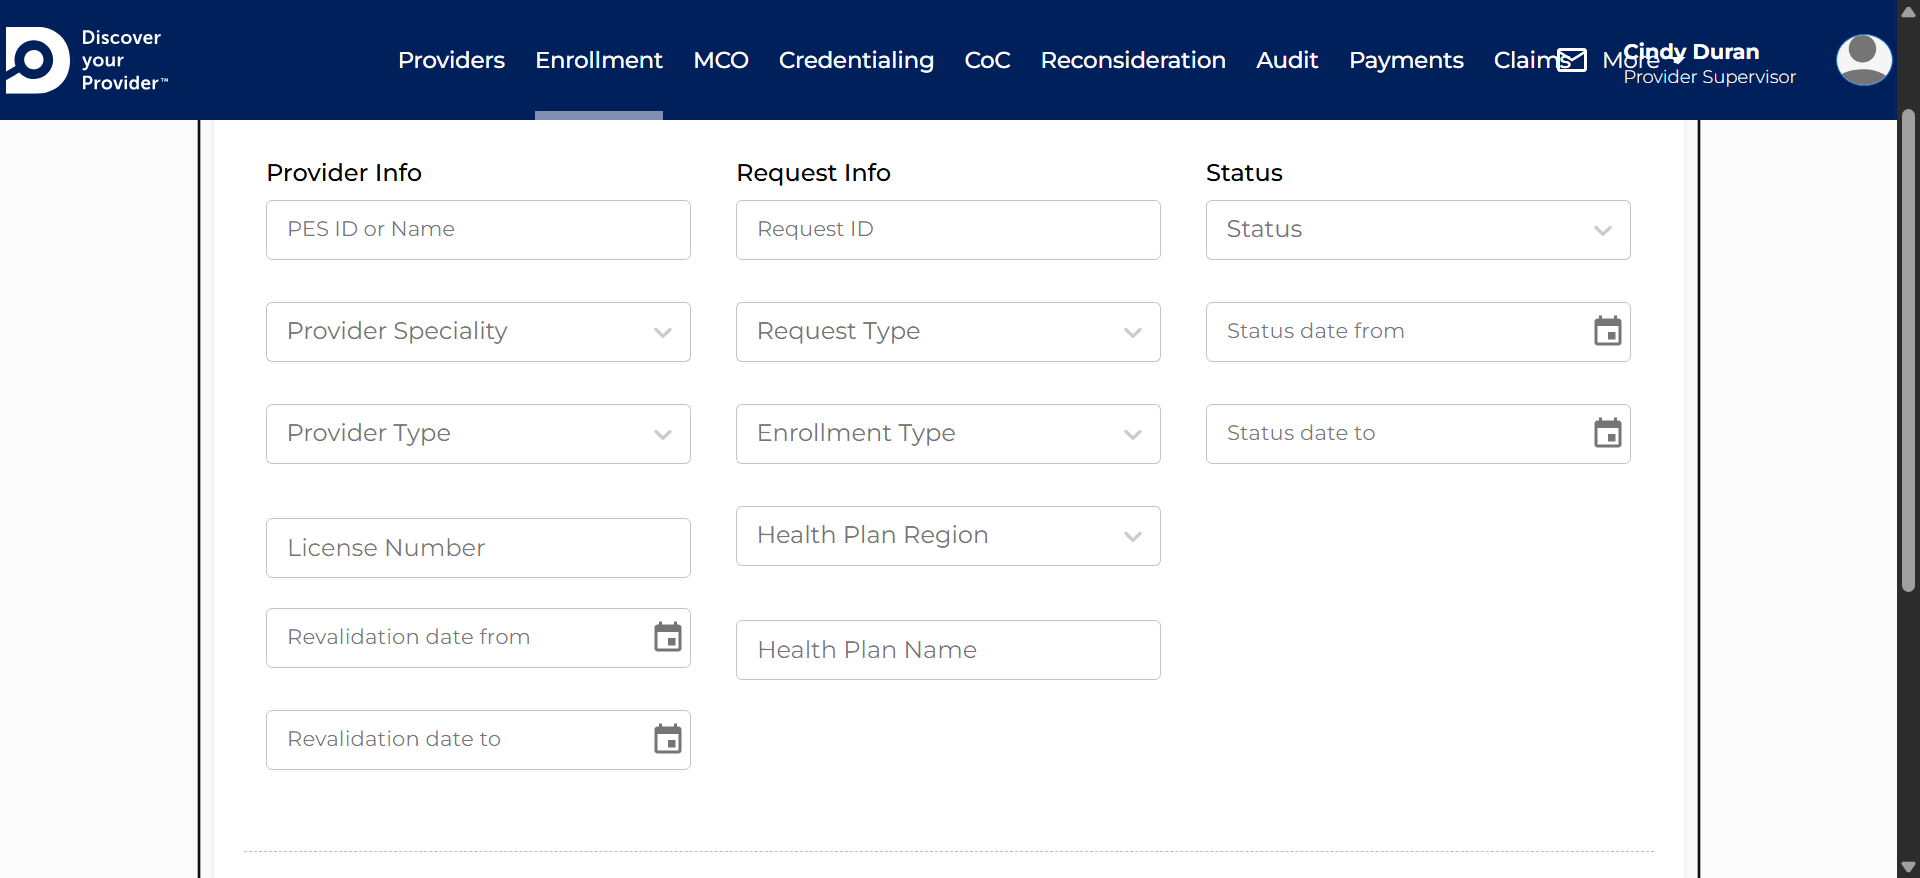 Discover
your
Provider™
Providers Enrollment MCO Credentialing CoC Reconsideration Audit Payments Claims More
Cindy Duran
Provider Supervisor
Provider Info
PES ID or Name
Provider Speciality
Provider Type
License Number
Revalidation date from
Revalidation date to
Request Info
Request ID
Request Type
Enrollment Type
Health Plan Region
Health Plan Name
Status
Status
Status date from
Status date to